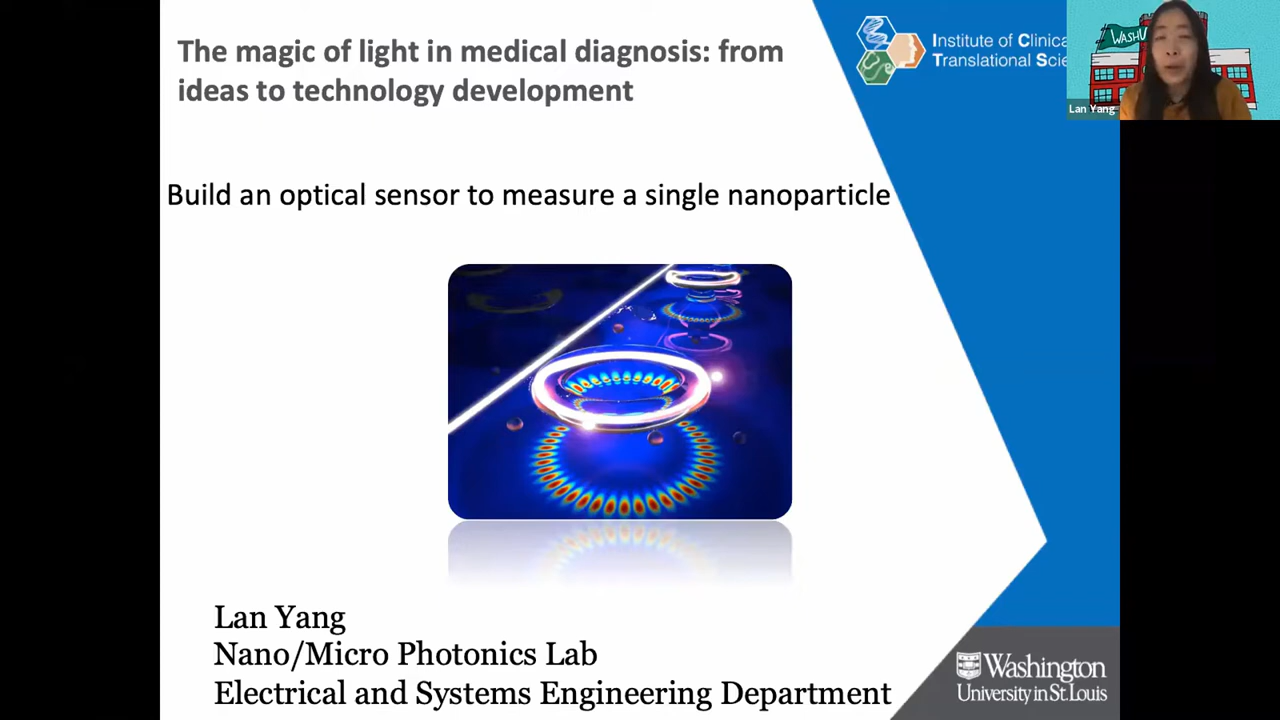 The magic of light in medical diagnosis: from
ideas to technology development
Institute of Clinica
Translational Sci
WASHU
Lan Yang
Build an optical sensor to measure a single nanoparticle
Lan Yang
Nano/Micro Photonics Lab
Electrical and Systems Engineering Department
Washington
University in St. Louis